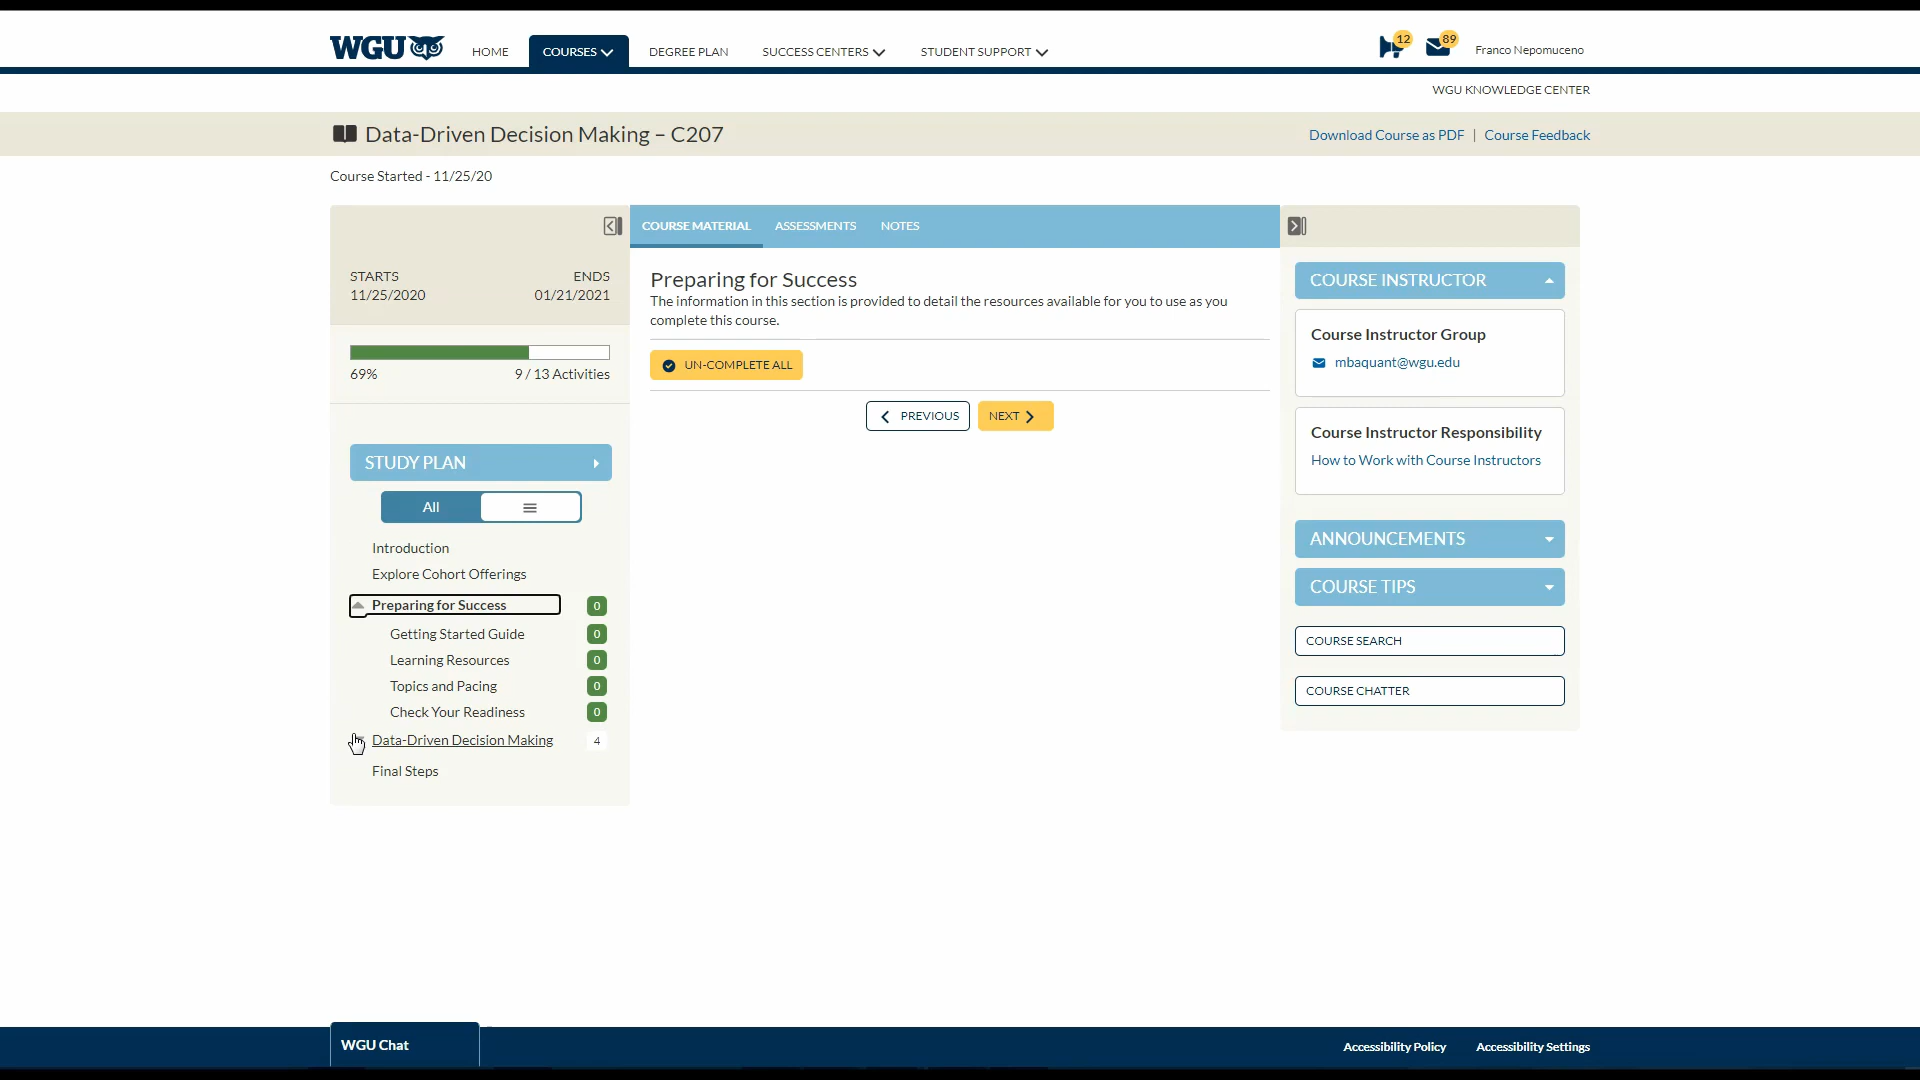 WGU
HOME
COURSES
DEGREE PLAN
SUCCESS CENTERS
STUDENT SUPPORT
12
89
Franco Nepomuceno
WGU KNOWLEDGE CENTER
Data-Driven Decision Making – C207
Download Course as PDF | Course Feedback
Course Started - 11/25/20
STARTS
11/25/2020
ENDS
01/21/2021
69%
9 / 13 Activities
STUDY PLAN
All
Introduction
Explore Cohort Offerings
Preparing for Success 0
Getting Started Guide 0
Learning Resources 0
Topics and Pacing 0
Check Your Readiness 0
Data-Driven Decision Making 4
Final Steps
COURSE MATERIAL
ASSESSMENTS
NOTES
Preparing for Success
The information in this section is provided to detail the resources available for you to use as you
complete this course.
UN-COMPLETE ALL
PREVIOUS
NEXT
COURSE INSTRUCTOR
Course Instructor Group
mbaquant@wgu.edu
Course Instructor Responsibility
How to Work with Course Instructors
ANNOUNCEMENTS
COURSE TIPS
COURSE SEARCH
COURSE CHATTER
WGU Chat
Accessibility Policy
Accessibility Settings